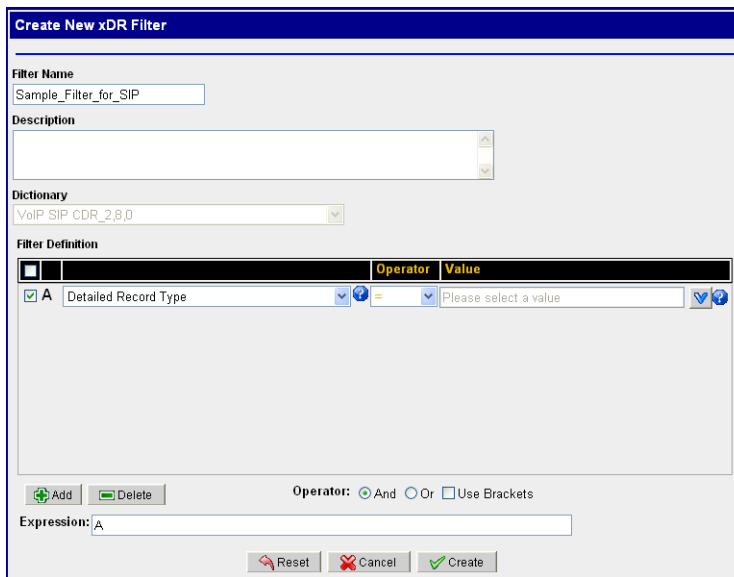 Create New xDR Filter
Filter Name
Sample_Filter_for_SIP
Description
Dictionary
VoIP SIP CDR_2,8,0
Filter Definition
Operator Value
A Detailed Record Type = Please select a value
Add Delete Operator: And Or Use Brackets
Expression: A
Reset Cancel Create